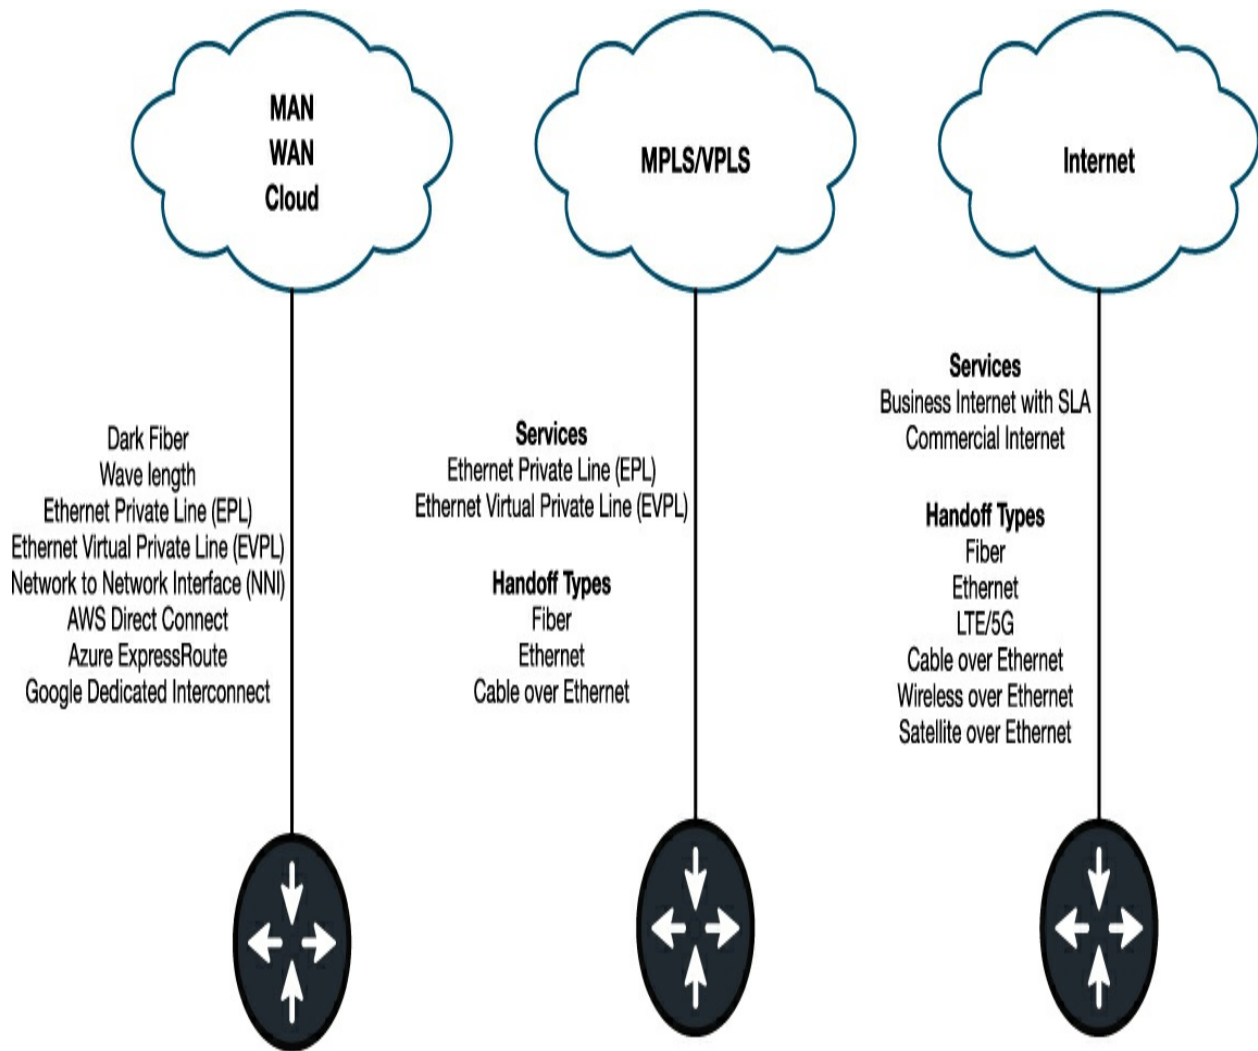 MAN
WAN
Cloud
Dark Fiber
Wave length
Ethernet Private Line (EPL)
Ethernet Virtual Private Line (EVPL)
Network to Network Interface (NNI)
AWS Direct Connect
Azure ExpressRoute
Google Dedicated Interconnect
MPLS/VPLS
Services
Ethernet Private Line (EPL)
Ethernet Virtual Private Line (EVPL)
Handoff Types
Fiber
Ethernet
Cable over Ethernet
Internet
Services
Business Internet with SLA
Commercial Internet
Handoff Types
Fiber
Ethernet
LTE/5G
Cable over Ethernet
Wireless over Ethernet
Satellite over Ethernet